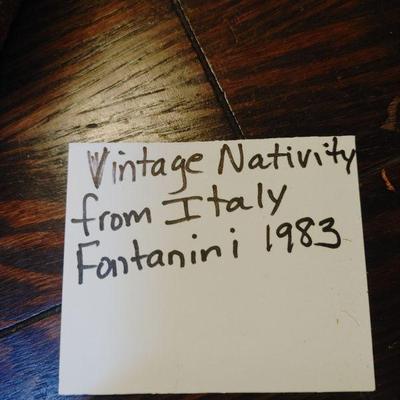 Vintage Nativity
from Italy
Fontanini 1983